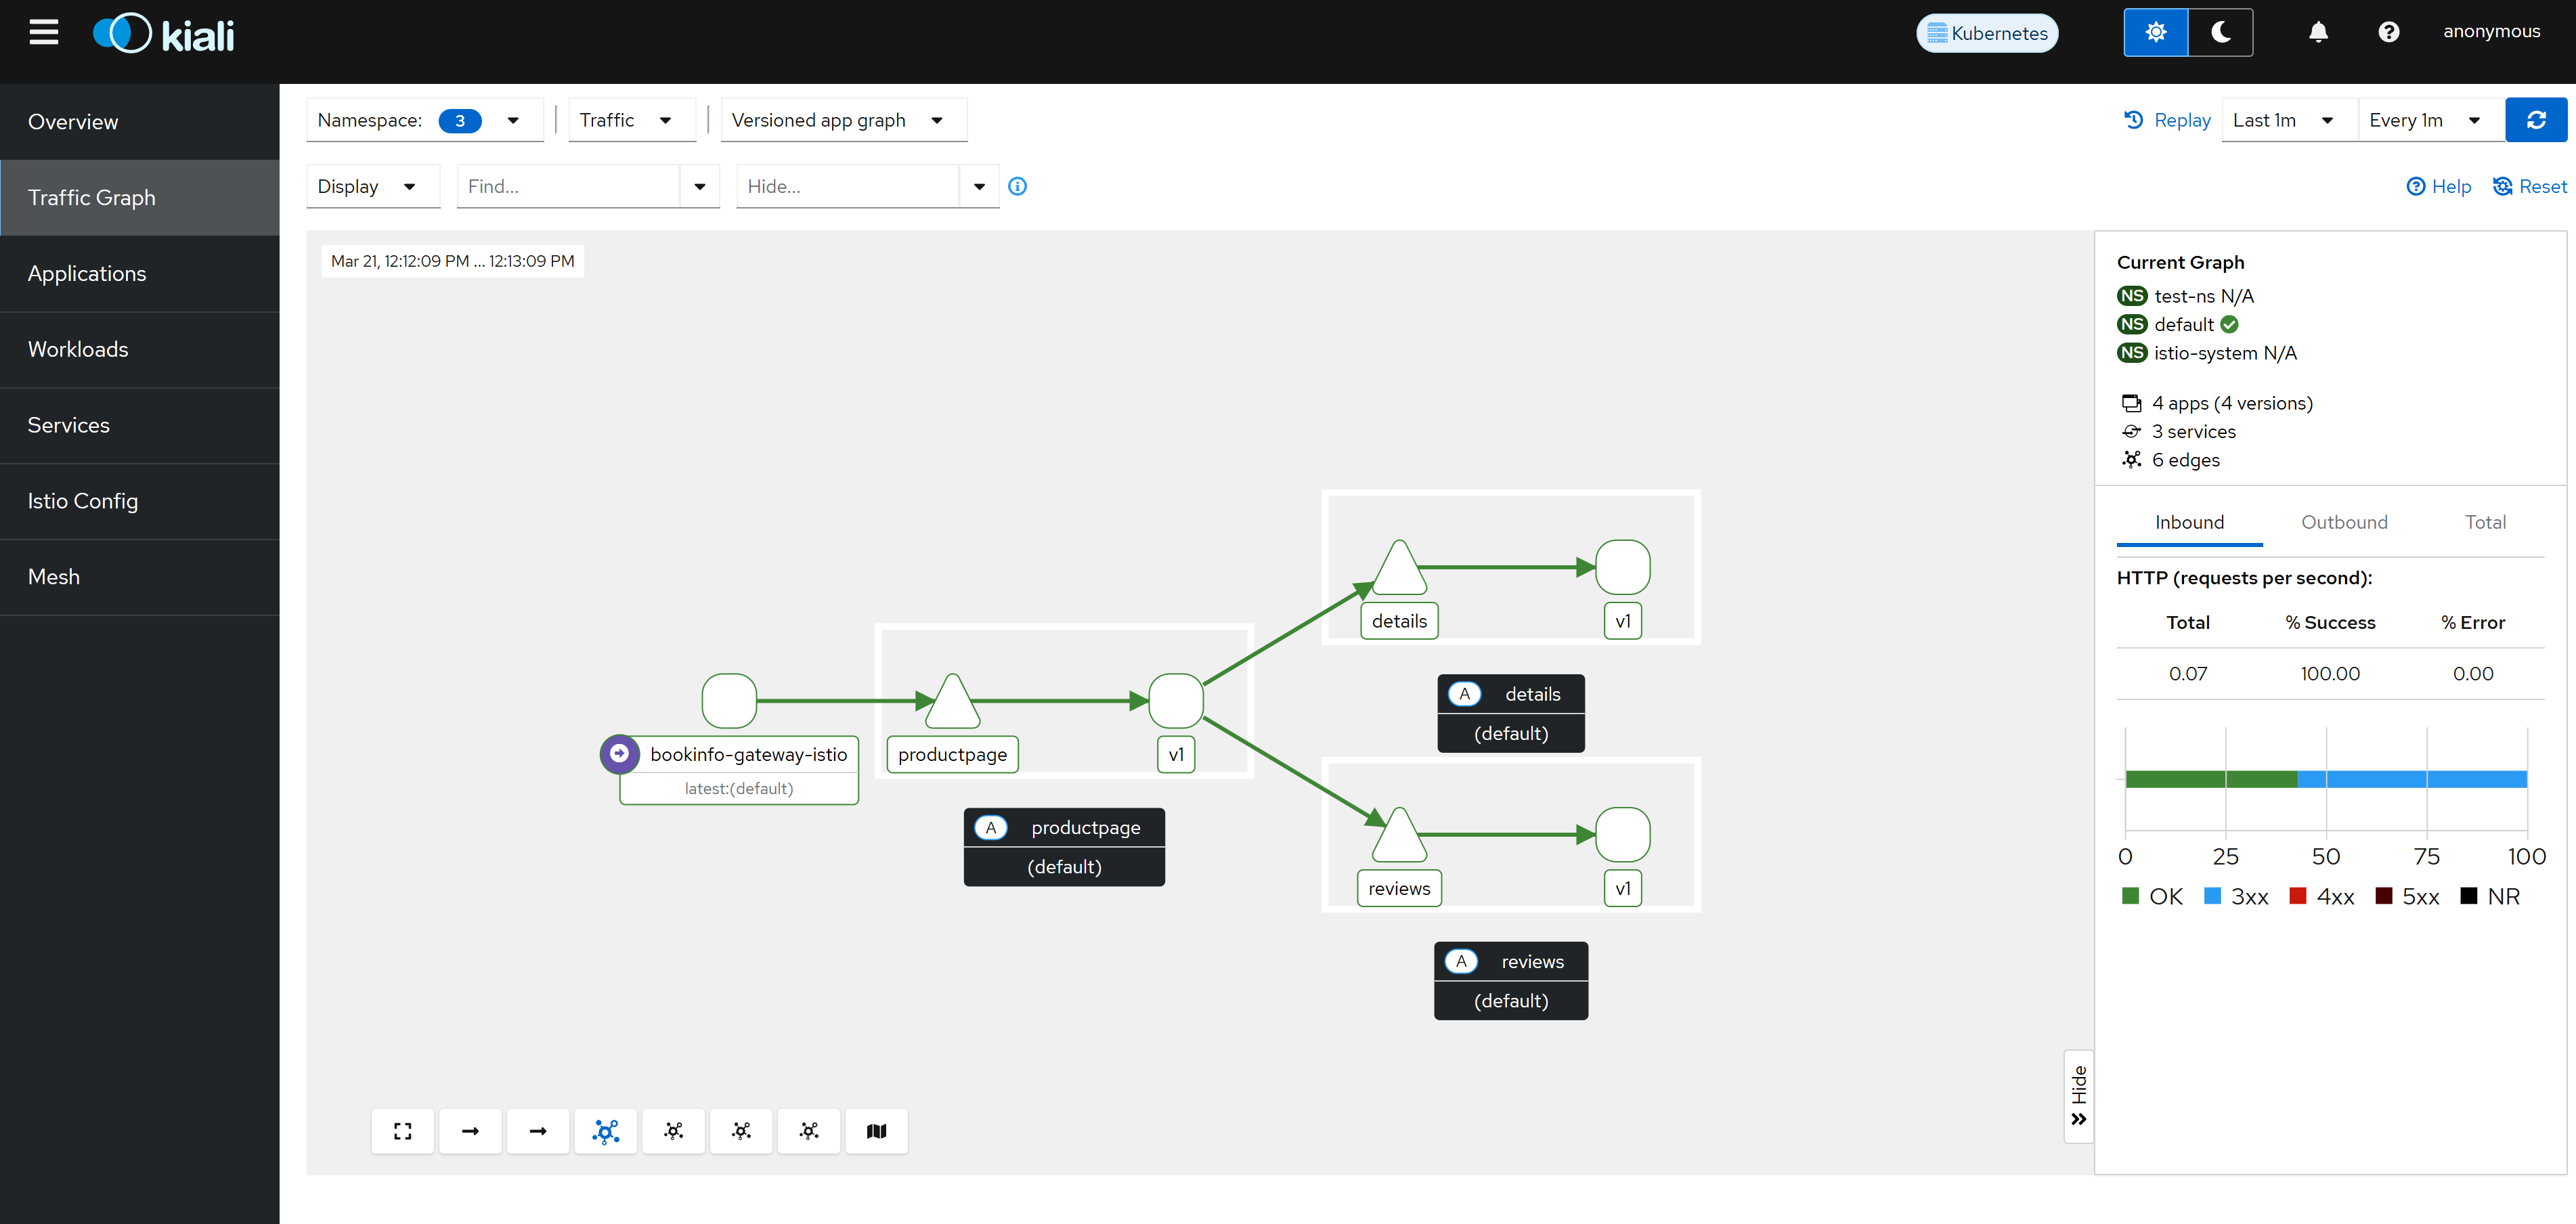 kiali
Kubernetes
anonymous
Overview
Traffic Graph
Applications
Workloads
Services
Istio Config
Mesh
Namespace: 3
Traffic
Versioned app graph
Replay
Last 1m
Every 1m
Display
Find...
Hide...
Help
Reset
Mar 21, 12:12:09 PM ... 12:13:09 PM
bookinfo-gateway-istio
latest:(default)
productpage
v1
A productpage
(default)
details
v1
A details
(default)
reviews
v1
A reviews
(default)
Hide
Current Graph
NS test-ns N/A
NS default
NS istio-system N/A
4 apps (4 versions)
3 services
6 edges
Inbound Outbound Total
HTTP (requests per second):
Total % Success % Error
0.07 100.00 0.00
0 25 50 75 100
OK 3xx 4xx 5xx NR